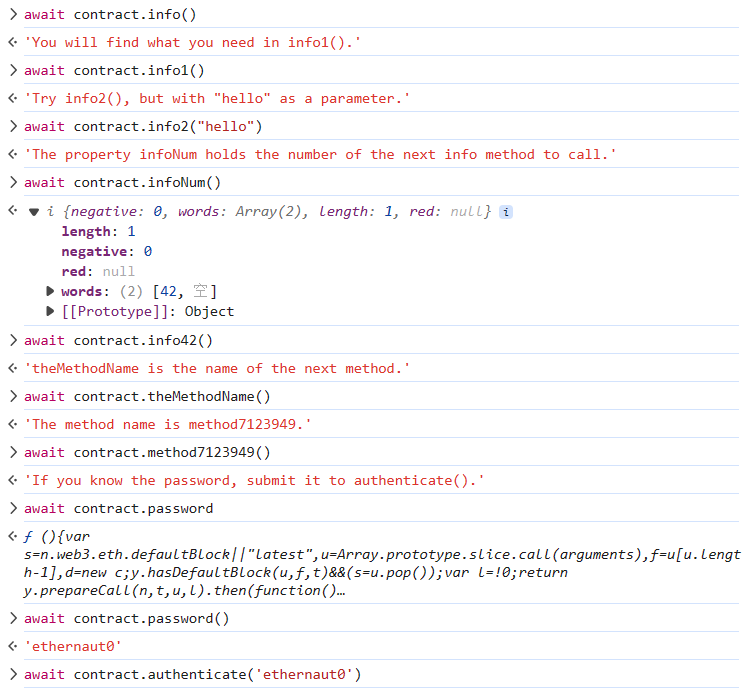 await contract.info()
'You will find what you need in info1().'
await contract.info1()
'Try info2(), but with "hello" as a parameter.'
await contract.info2("hello")
'The property infoNum holds the number of the next info method to call.'
await contract.infoNum()
i {negative: 0, words: Array(2), length: 1, red: null} i
length: 1
negative: 0
red: null
words: (2) [42, 空]
[[Prototype]]: Object
await contract.info42()
'theMethodName is the name of the next method.'
await contract.theMethodName()
'The method name is method7123949.'
await contract.method7123949()
'If you know the password, submit it to authenticate().'
await contract.password
ƒ (){var
s=n.web3.eth.defaultBlock||"latest",u=Array.prototype.slice.call(arguments),f=u[u.lengt
h-1],d=new c;y.hasDefaultBlock(u,f,t)&&(s=u.pop());var l=!0;return
y.prepareCall(n,t,u,l).then(function()…
await contract.password()
'ethernaut0'
await contract.authenticate('ethernaut0')